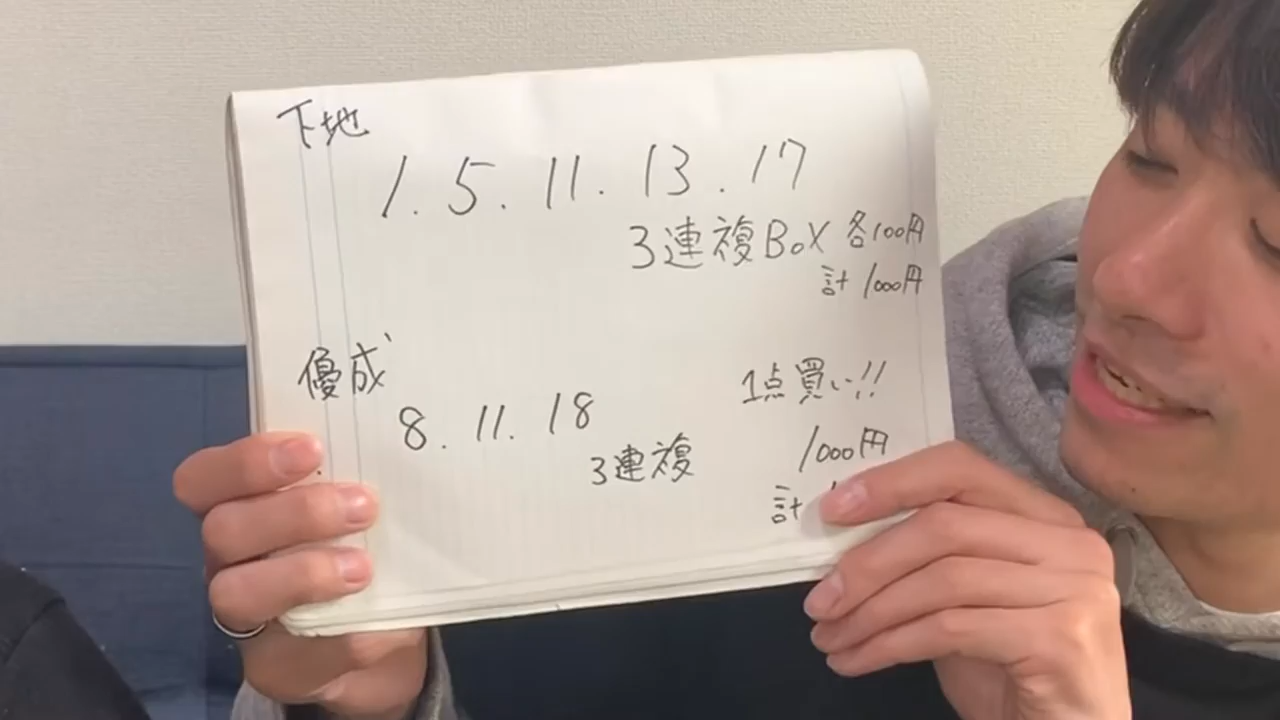 下地
1. 5. 11. 13. 17
3連複BOX 各100円
計 1000円
優成
1点買い!!
8. 11. 18
1000円
3連複
計